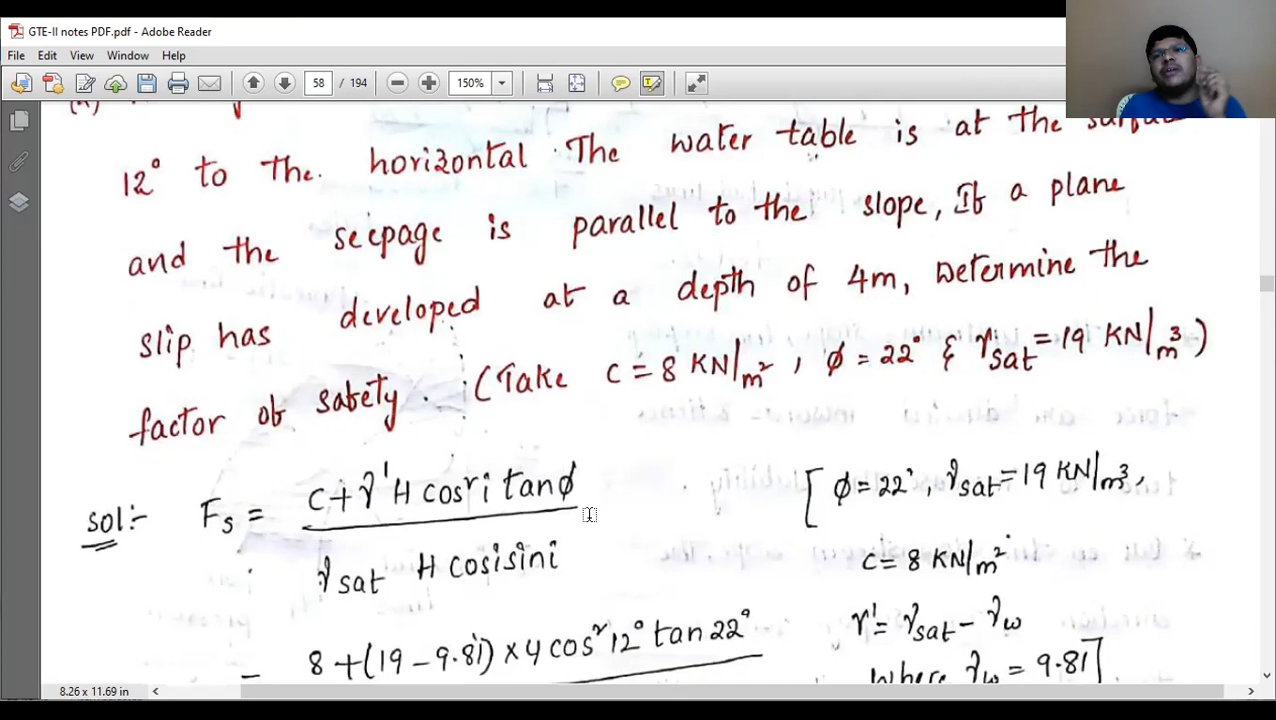 GTE-II notes PDF.pdf - Adobe Reader
File Edit View Window Help
58 / 194 150%
12° to the. horizontal. The water table is at the
and the seepage is parallel to the slope, If a plane
slip has developed at a depth of 4m, Determine the
factor of safety. (Take c = 8 KN/m², φ = 22° & γsat = 19 KN/m³)
sol:- Fs = c + γ' H cos²i tanφ / γsat H cosi sini
[φ = 22°, γsat = 19 KN/m³,
c = 8 KN/m²
γ' = γsat - γw
where γw = 9.81]
= 8 + (19 - 9.81) × 4 cos²12° tan 22°
8.26 x 11.69 in